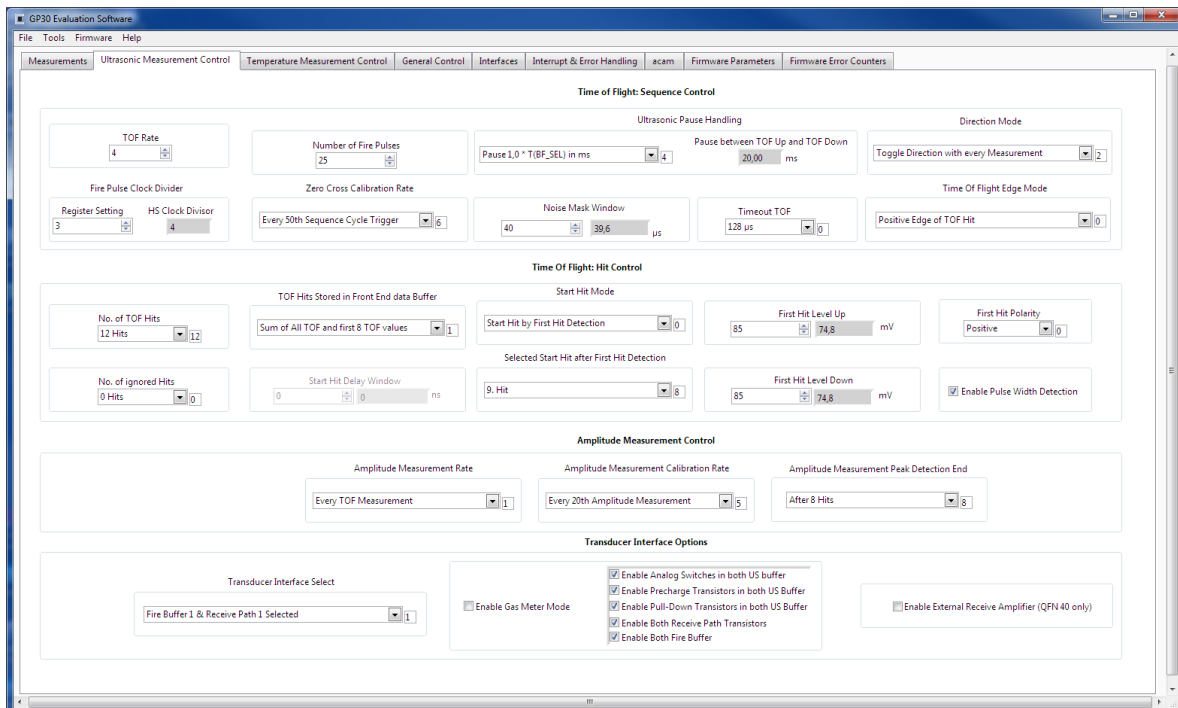 GP30 Evaluation Software
File Tools Firmware Help
Measurements Ultrasonic Measurement Control Temperature Measurement Control General Control Interfaces Interrupt & Error Handling acam Firmware Parameters Firmware Error Counters
Time of Flight: Sequence Control
Ultrasonic Pause Handling Direction Mode
TOF Rate
4
Number of Fire Pulses
25
Pause between TOF Up and TOF Down
Pause 1,0 * T(BF_SEL) in ms 4 20,00 ms
Toggle Direction with every Measurement 2
Fire Pulse Clock Divider Zero Cross Calibration Rate Time Of Flight Edge Mode
Register Setting HS Clock Divisor
3 4
Every 50th Sequence Cycle Trigger 6
Noise Mask Window
40 39,6 µs
Timeout TOF
128 µs 0
Positive Edge of TOF Hit 0
Time Of Flight: Hit Control
No. of TOF Hits
12 Hits 12
TOF Hits Stored in Front End data Buffer
Sum of All TOF and first 8 TOF values 1
Start Hit Mode
Start Hit by First Hit Detection 0
First Hit Level Up
85 74,8 mV
First Hit Polarity
Positive 0
No. of ignored Hits
0 Hits 0
Start Hit Delay Window
0 0 ns
Selected Start Hit after First Hit Detection
9. Hit 8
First Hit Level Down
85 74,8 mV
Enable Pulse Width Detection
Amplitude Measurement Control
Amplitude Measurement Rate
Every TOF Measurement 1
Amplitude Measurement Calibration Rate
Every 20th Amplitude Measurement 5
Amplitude Measurement Peak Detection End
After 8 Hits 8
Transducer Interface Options
Transducer Interface Select
Fire Buffer 1 & Receive Path 1 Selected 1
Enable Gas Meter Mode
Enable Analog Switches in both US buffer
Enable Precharge Transistors in both US Buffer
Enable Pull-Down Transistors in both US Buffer
Enable Both Receive Path Transistors
Enable Both Fire Buffer
Enable External Receive Amplifier (QFN 40 only)